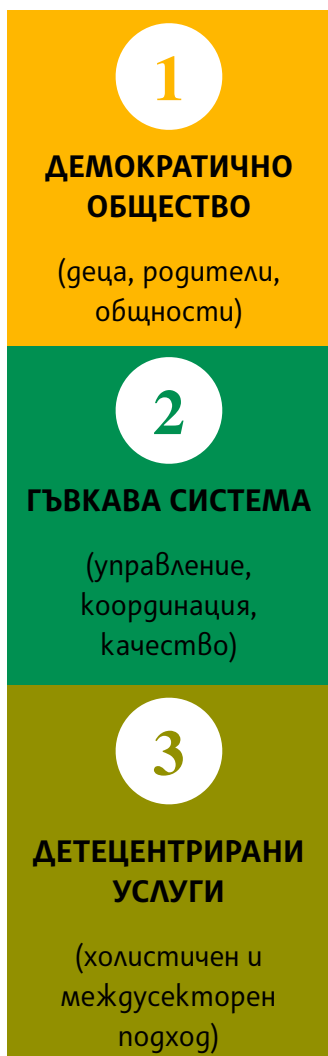 1
ДЕМОКРАТИЧНО
ОБЩЕСТВО
(деца, родители,
общности)
2
ГЪВКАВА СИСТЕМА
(управление,
координация,
качество)
3
ДЕТЕЦЕНТРИРАНИ
УСЛУГИ
(холистичен и
междусекторен
подход)